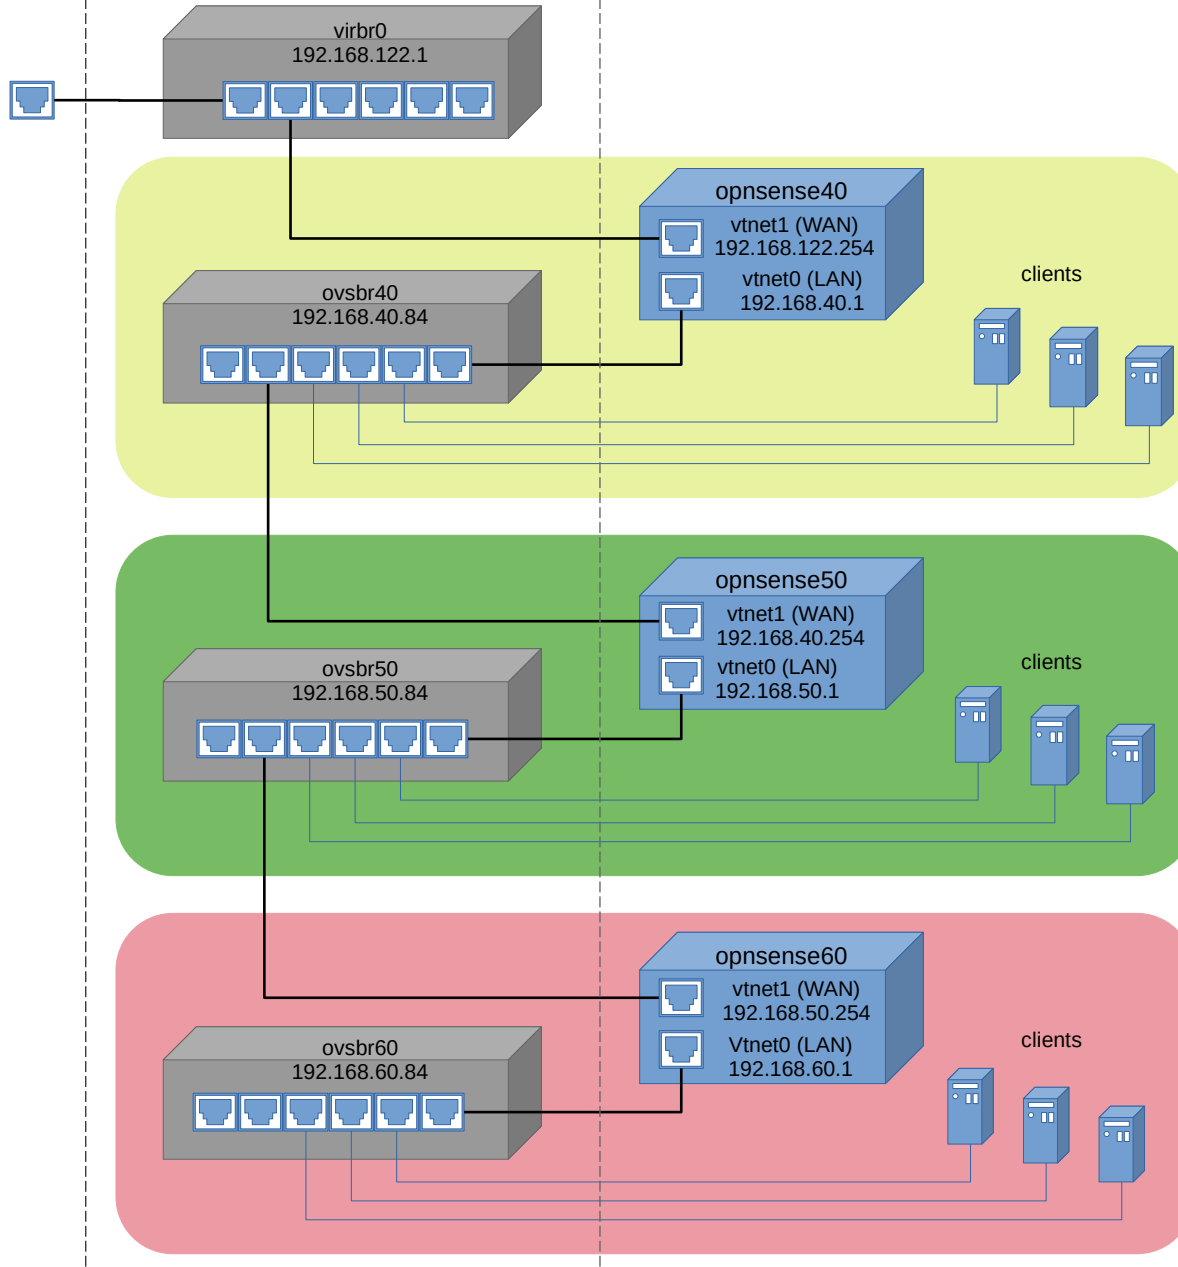 virbr0
192.168.122.1
opnsense40
vtnet1 (WAN)
192.168.122.254
vtnet0 (LAN)
192.168.40.1
clients
ovsbr40
192.168.40.84
opnsense50
vtnet1 (WAN)
192.168.40.254
vtnet0 (LAN)
192.168.50.1
clients
ovsbr50
192.168.50.84
opnsense60
vtnet1 (WAN)
192.168.50.254
Vtnet0 (LAN)
192.168.60.1
clients
ovsbr60
192.168.60.84